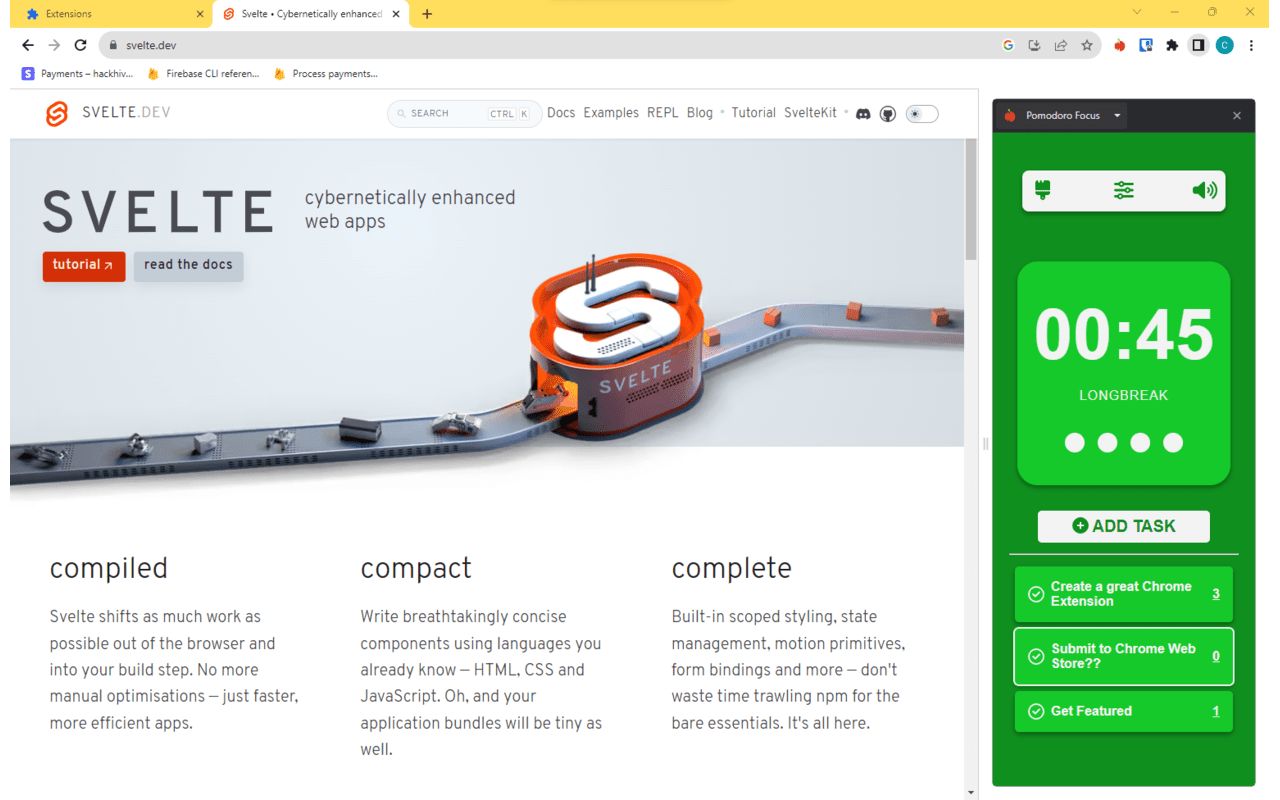 Extensions
Svelte • Cybernetically enhanced
svelte.dev
Payments – hackhiv...
Firebase CLI referen...
Process payments...
SVELTE.DEV
SEARCH CTRL K
Docs Examples REPL Blog • Tutorial SvelteKit •
SVELTE
cybernetically enhanced
web apps
tutorial
read the docs
SVELTE
compiled
Svelte shifts as much work as
possible out of the browser and
into your build step. No more
manual optimisations — just faster,
more efficient apps.
compact
Write breathtakingly concise
components using languages you
already know — HTML, CSS and
JavaScript. Oh, and your
application bundles will be tiny as
well.
complete
Built-in scoped styling, state
management, motion primitives,
form bindings and more — don't
waste time trawling npm for the
bare essentials. It's all here.
Pomodoro Focus
00:45
LONGBREAK
ADD TASK
Create a great Chrome
Extension
3
Submit to Chrome Web
Store??
0
Get Featured
1
C